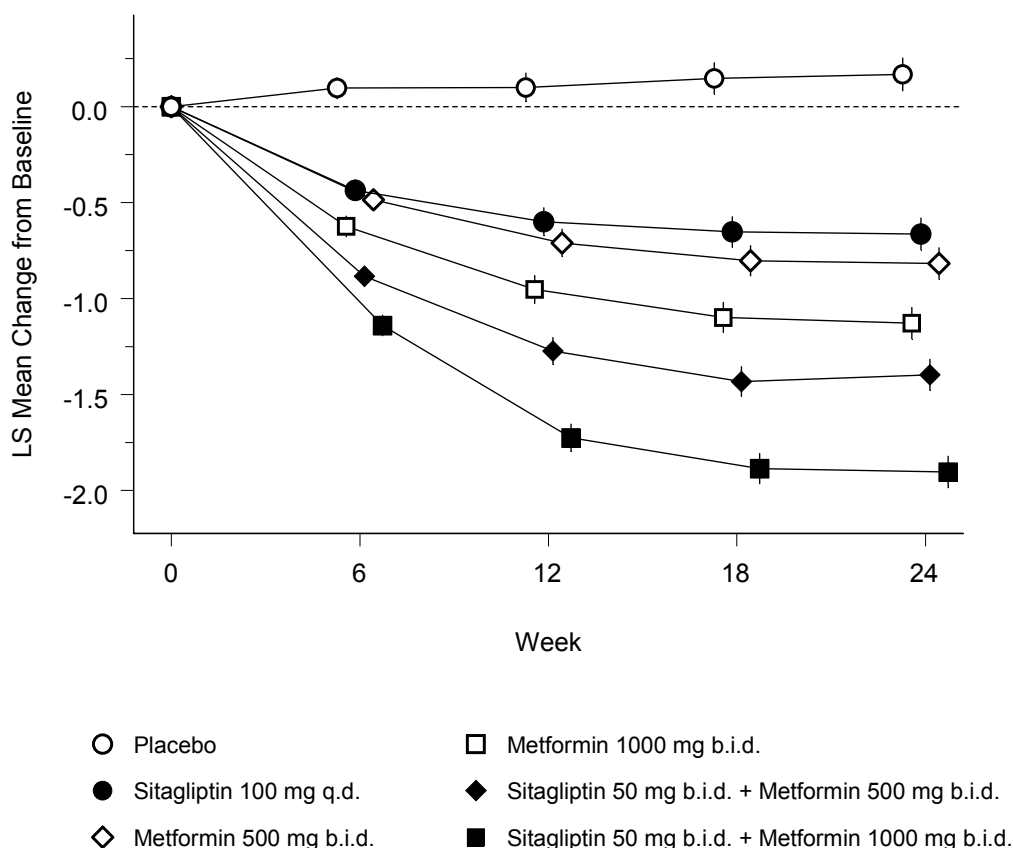 LS Mean Change from Baseline
0.0
-0.5
-1.0
-1.5
-2.0
0 6 12 18 24
Week
Placebo
Metformin 1000 mg b.i.d.
Sitagliptin 100 mg q.d.
Sitagliptin 50 mg b.i.d. + Metformin 500 mg b.i.d.
Metformin 500 mg b.i.d.
Sitagliptin 50 mg b.i.d. + Metformin 1000 mg b.i.d.